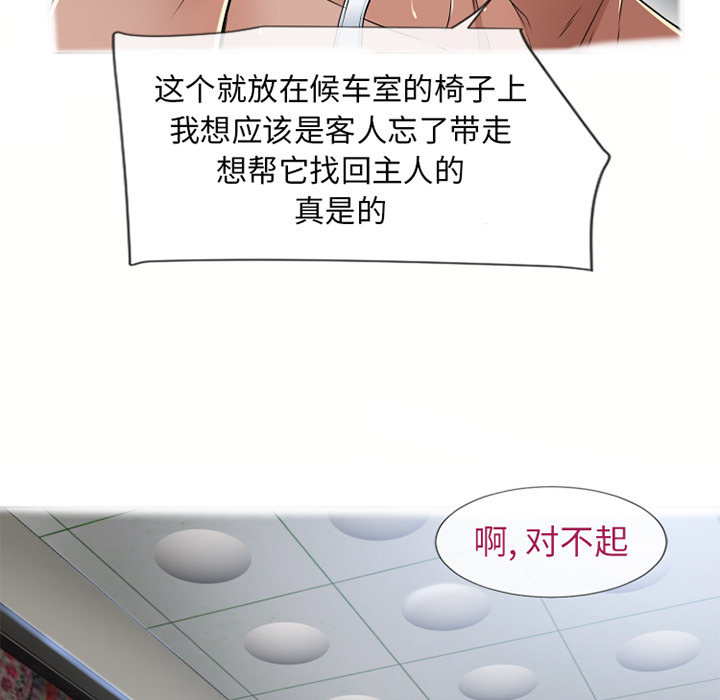 这个就放在候车室的椅子上
我想应该是客人忘了带走
想帮它找回主人的
真是的
啊, 对不起